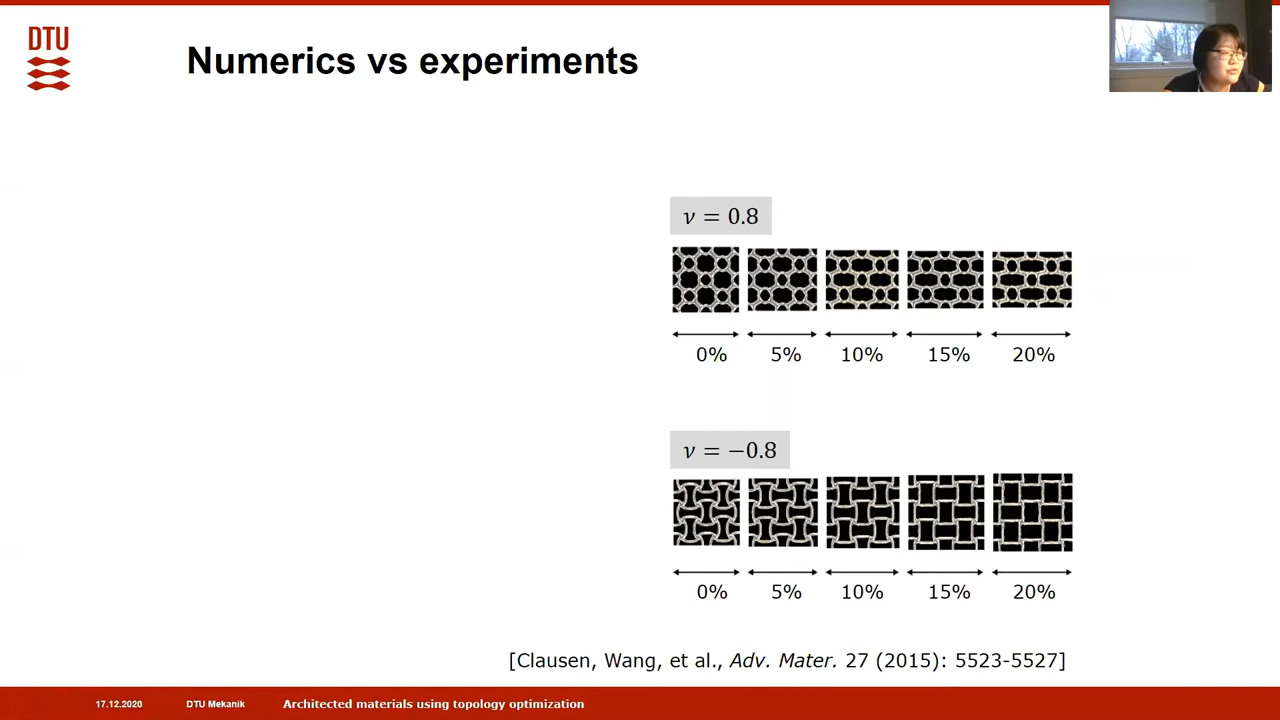 DTU
Numerics vs experiments
ν = 0.8
0% 5% 10% 15% 20%
ν = −0.8
0% 5% 10% 15% 20%
[Clausen, Wang, et al., Adv. Mater. 27 (2015): 5523-5527]
17.12.2020 DTU Mekanik Architected materials using topology optimization